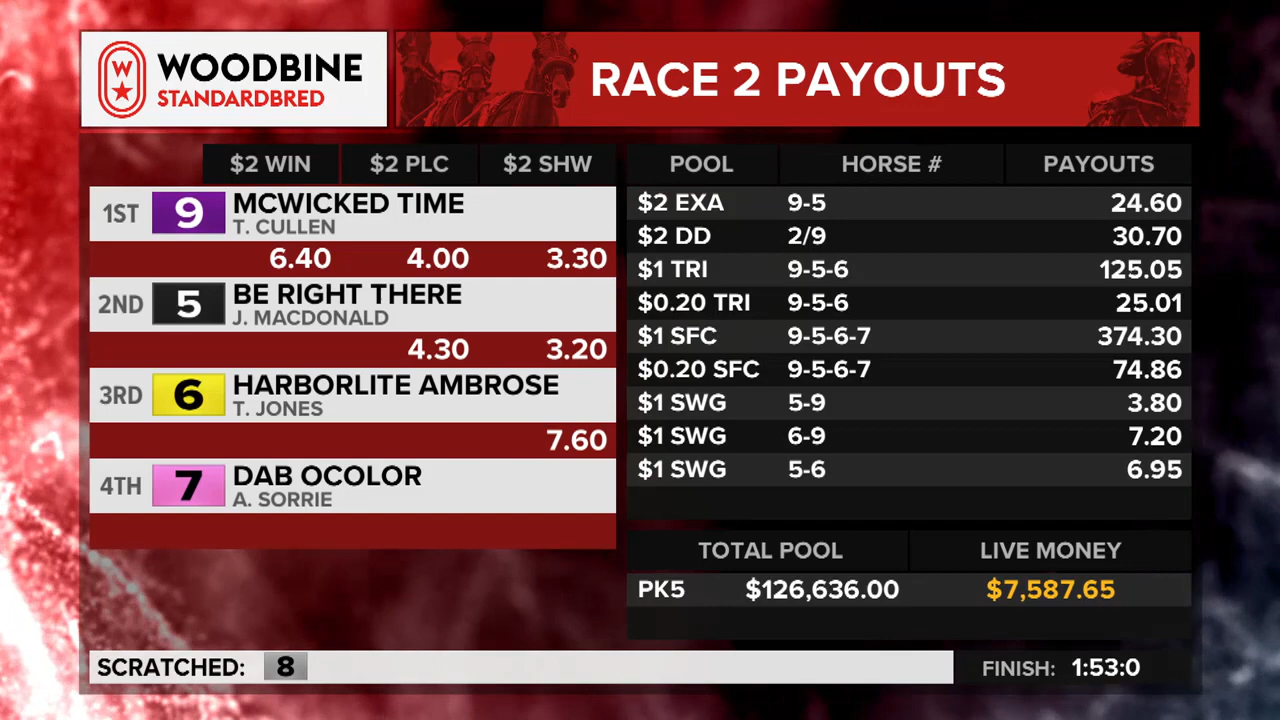 W
WOODBINE
STANDARDBRED
RACE 2 PAYOUTS
$2 WIN $2 PLC $2 SHW
1ST 9 MCWICKED TIME
T. CULLEN
6.40 4.00 3.30
2ND 5 BE RIGHT THERE
J. MACDONALD
4.30 3.20
3RD 6 HARBORLITE AMBROSE
T. JONES
7.60
4TH 7 DAB OCOLOR
A. SORRIE
POOL HORSE # PAYOUTS
$2 EXA 9-5 24.60
$2 DD 2/9 30.70
$1 TRI 9-5-6 125.05
$0.20 TRI 9-5-6 25.01
$1 SFC 9-5-6-7 374.30
$0.20 SFC 9-5-6-7 74.86
$1 SWG 5-9 3.80
$1 SWG 6-9 7.20
$1 SWG 5-6 6.95
TOTAL POOL LIVE MONEY
PK5 $126,636.00 $7,587.65
SCRATCHED: 8
FINISH: 1:53:0